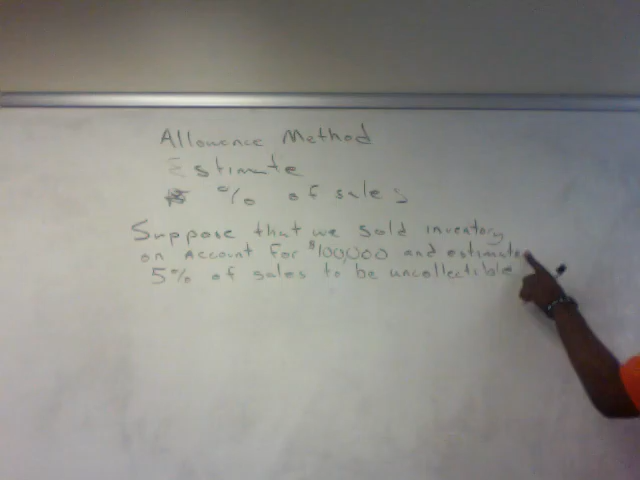 Allowance Method
Estimate
% of sales
Suppose that we sold inventory
on Account for $100,000 and estimate
5% of sales to be uncollectible